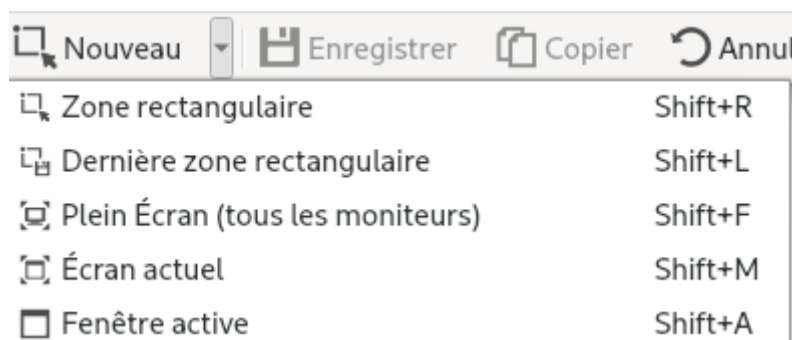 Nouveau Enregistrer Copier Annul
Zone rectangulaire Shift+R
Dernière zone rectangulaire Shift+L
Plein Écran (tous les moniteurs) Shift+F
Écran actuel Shift+M
Fenêtre active Shift+A